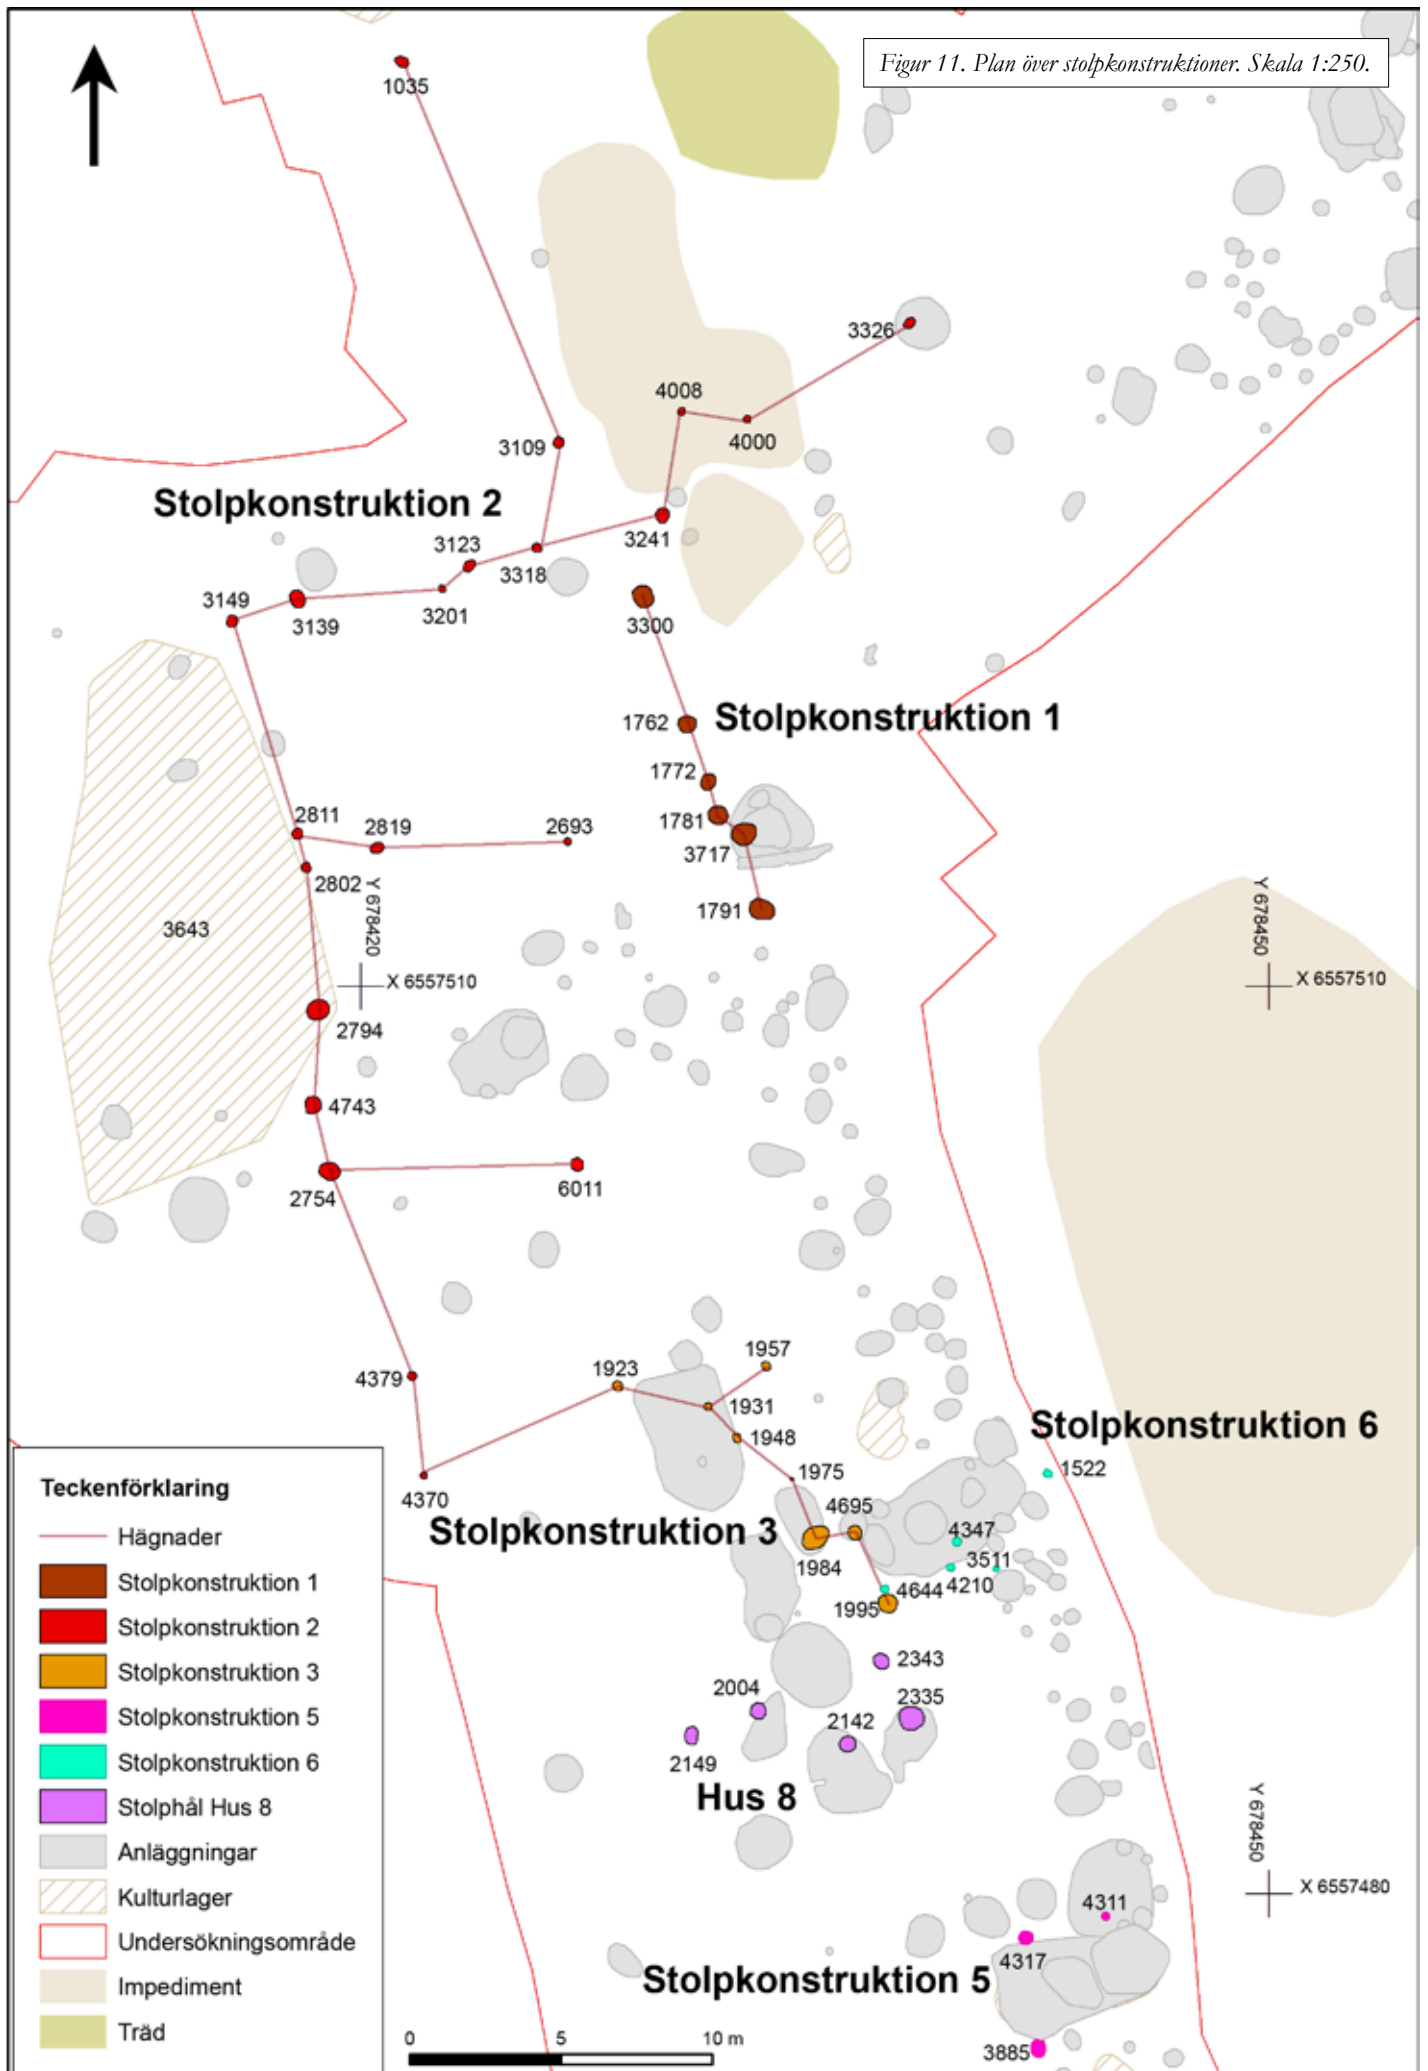 Figur 11. Plan över stolpkonstruktioner. Skala 1:250.
1035
3326
4008
4000
3109
Stolpkonstruktion 2
3241
3123
3318
3149
3139
3201
3300
1762
Stolpkonstruktion 1
1772
2811
2819
2693
1781
3717
2802
1791
3643
Y 678420
X 6557510
Y 678450
X 6557510
2794
4743
2754
6011
1957
1923
4379
1931
Stolpkonstruktion 6
1948
1975
1522
4370
4695
Stolpkonstruktion 3
4347
1984
3511
4644
4210
1995
2343
2004
2335
2142
2149
Hus 8
Y 678450
X 6557480
4311
4317
Stolpkonstruktion 5
3885
Teckenförklaring
Hägnader
Stolpkonstruktion 1
Stolpkonstruktion 2
Stolpkonstruktion 3
Stolpkonstruktion 5
Stolpkonstruktion 6
Stolphål Hus 8
Anläggningar
Kulturlager
Undersökningsområde
Impediment
Träd
0 5 10 m